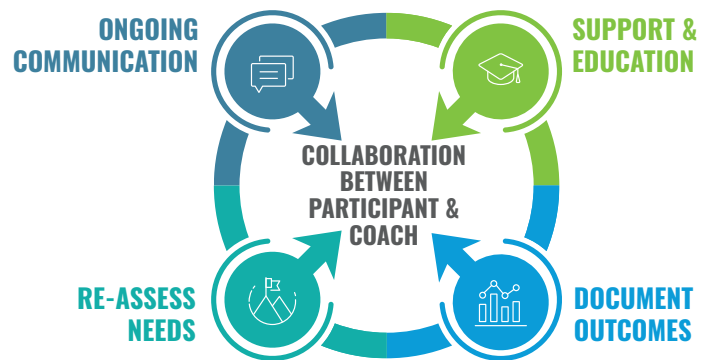 ONGOING
COMMUNICATION
SUPPORT &
EDUCATION
COLLABORATION
BETWEEN
PARTICIPANT &
COACH
RE-ASSESS
NEEDS
DOCUMENT
OUTCOMES